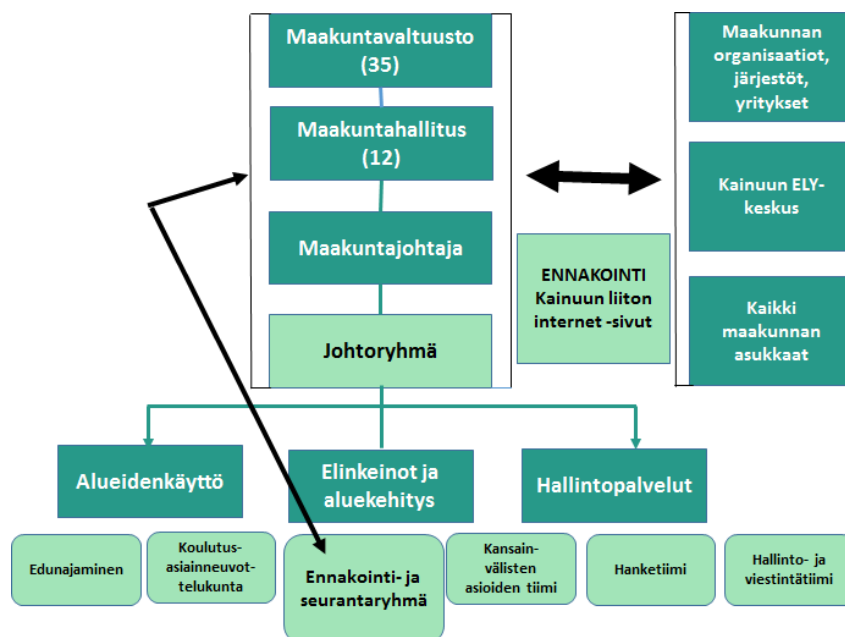 Maakuntavaltuusto
(35)
Maakuntahallitus
(12)
Maakuntajohtaja
Johtoryhmä
ENNAKOINTI
Kainuun liiton
internet -sivut
Maakunnan
organisaatiot,
järjestöt,
yritykset
Kainuun ELY-
keskus
Kaikki
maakunnan
asukkaat
Alueidenkäyttö
Elinkeinot ja
aluekehitys
Hallintopalvelut
Edunajaminen
Koulutus-
asiainneuvot-
telukunta
Ennakointi- ja
seurantaryhmä
Kansain-
välisten
asioiden tiimi
Hanketiimi
Hallinto- ja
viestintätiimi